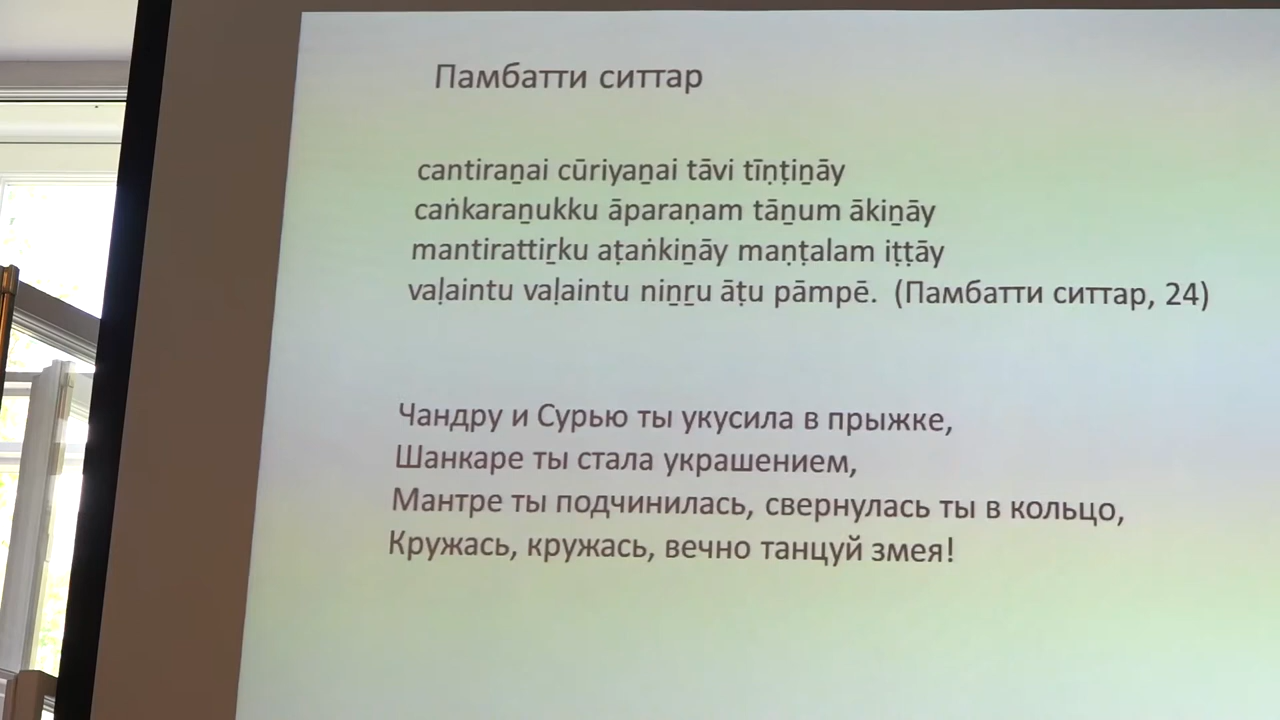 Памбатти ситтар
cantiraṉai cūriyaṉai tāvi tīṇṭiṉāy
caṅkaraṉukku āparaṇam tāṉum ākiṉāy
mantirattiṟku aṭaṅkiṉāy maṇṭalam iṭṭāy
vaḷaintu vaḷaintu niṉṟu āṭu pāmpē. (Памбатти ситтар, 24)
Чандру и Сурью ты укусила в прыжке,
Шанкаре ты стала украшением,
Мантре ты подчинилась, свернулась ты в кольцо,
Кружась, кружась, вечно танцуй змея!